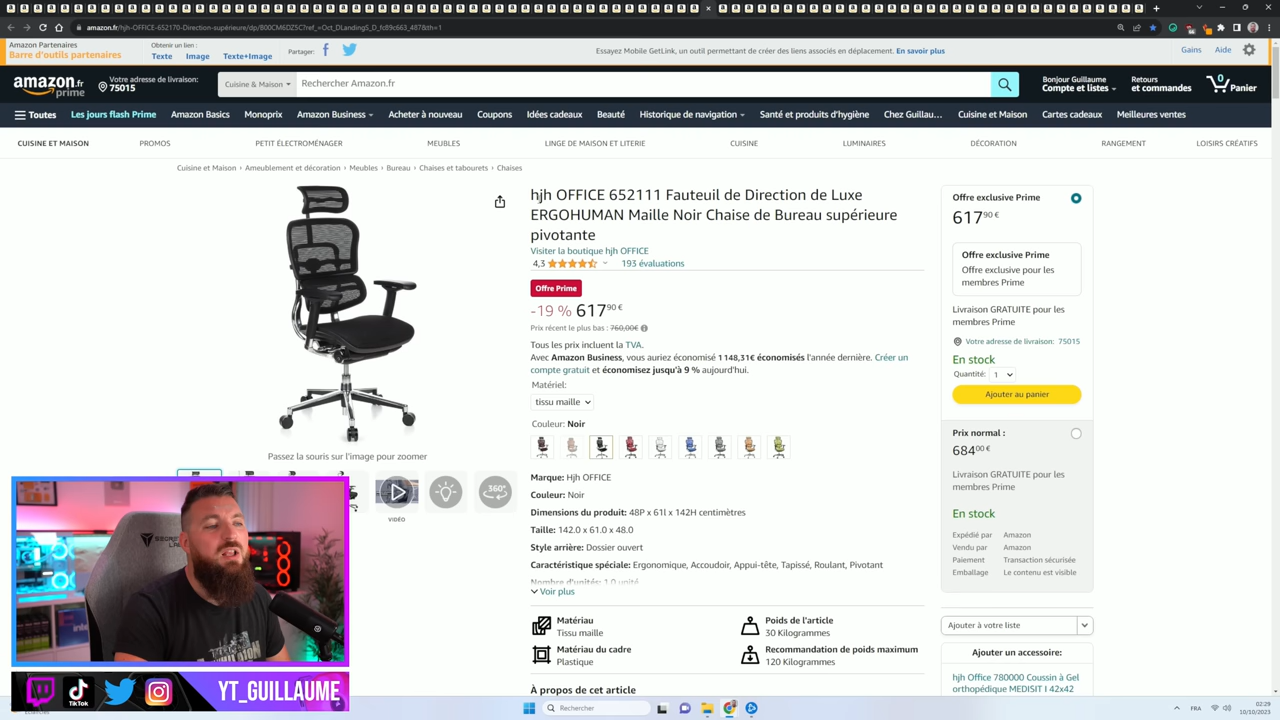 amazon.fr/hjh-OFFICE-652170-Direction-supérieure/dp/B00CM6DZ5C?ref_=Oct_DLandingS_D_fc89c663_487&th=1
Amazon Partenaires
Barre d'outils partenaires
Obtenir un lien :
Texte Image Texte+Image
Partager:
Essayez Mobile GetLink, un outil permettant de créer des liens associés en déplacement. En savoir plus
Gains Aide
amazon prime
Votre adresse de livraison:
75015
Cuisine & Maison
Rechercher Amazon.fr
Bonjour Guillaume
Compte et listes
Retours
et commandes
0
Panier
Toutes Les jours flash Prime Amazon Basics Monoprix Amazon Business Acheter à nouveau Coupons Idées cadeaux Beauté Historique de navigation Santé et produits d'hygiène Chez Guillau... Cuisine et Maison Cartes cadeaux Meilleures ventes
CUISINE ET MAISON PROMOS PETIT ÉLECTROMÉNAGER MEUBLES LINGE DE MAISON ET LITERIE CUISINE LUMINAIRES DÉCORATION RANGEMENT LOISIRS CRÉATIFS
Cuisine et Maison › Ameublement et décoration › Meubles › Bureau › Chaises et tabourets › Chaises
hjh OFFICE 652111 Fauteuil de Direction de Luxe
ERGOHUMAN Maille Noir Chaise de Bureau supérieure
pivotante
Visiter la boutique hjh OFFICE
4,3 193 évaluations
Offre Prime
-19 % 617,90 €
Prix récent le plus bas : 760,00€
Tous les prix incluent la TVA.
Avec Amazon Business, vous auriez économisé 1 148,31€ économisés l'année dernière. Créer un
compte gratuit et économisez jusqu'à 9 % aujourd'hui.
Matériel:
tissu maille
Couleur: Noir
Passez la souris sur l'image pour zoomer
360°
VIDÉO
Marque: Hjh OFFICE
Couleur: Noir
Dimensions du produit: 48P x 61l x 142H centimètres
Taille: 142.0 x 61.0 x 48.0
Style arrière: Dossier ouvert
Caractéristique spéciale: Ergonomique, Accoudoir, Appui-tête, Tapissé, Roulant, Pivotant
Nombre d'unités: 1.0 unité
Voir plus
Matériau
Tissu maille
Poids de l'article
30 Kilogrammes
Matériau du cadre
Plastique
Recommandation de poids maximum
120 Kilogrammes
À propos de cet article
Offre exclusive Prime
617,90 €
Offre exclusive Prime
Offre exclusive pour les
membres Prime
Livraison GRATUITE pour les
membres Prime
Votre adresse de livraison: 75015
En stock
Quantité: 1
Ajouter au panier
Prix normal :
684,00 €
Livraison GRATUITE pour les
membres Prime
En stock
Expédié par Amazon
Vendu par Amazon
Paiement Transaction sécurisée
Emballage Le contenu est visible
Ajouter à votre liste
Ajouter un accessoire:
hjh Office 780000 Coussin à Gel
orthopédique MEDISIT I 42x42
TikTok
YT_GUILLAUME
Rechercher
FRA
02:29
10/10/2023